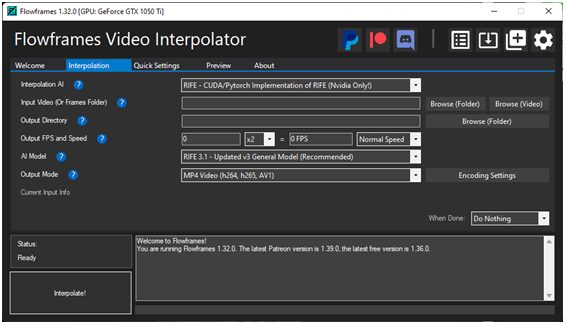 Flowframes 1.32.0 [GPU: GeForce GTX 1050 Ti]
Flowframes Video Interpolator
Welcome Interpolation Quick Settings Preview About
Interpolation AI ? RIFE - CUDA/Pytorch Implementation of RIFE (Nvidia Only!)
Input Video (Or Frames Folder) ? Browse (Folder) Browse (Video)
Output Directory ? Browse (Folder)
Output FPS and Speed ? 0 x2 = 0 FPS Normal Speed
AI Model ? RIFE 3.1 - Updated v3 General Model (Recommended)
Output Mode ? MP4 Video (h264, h265, AV1) Encoding Settings
Current Input Info
When Done: Do Nothing
Status:
Ready
Welcome to Flowframes!
You are running Flowframes 1.32.0. The latest Patreon version is 1.39.0, the latest free version is 1.36.0.
Interpolate!